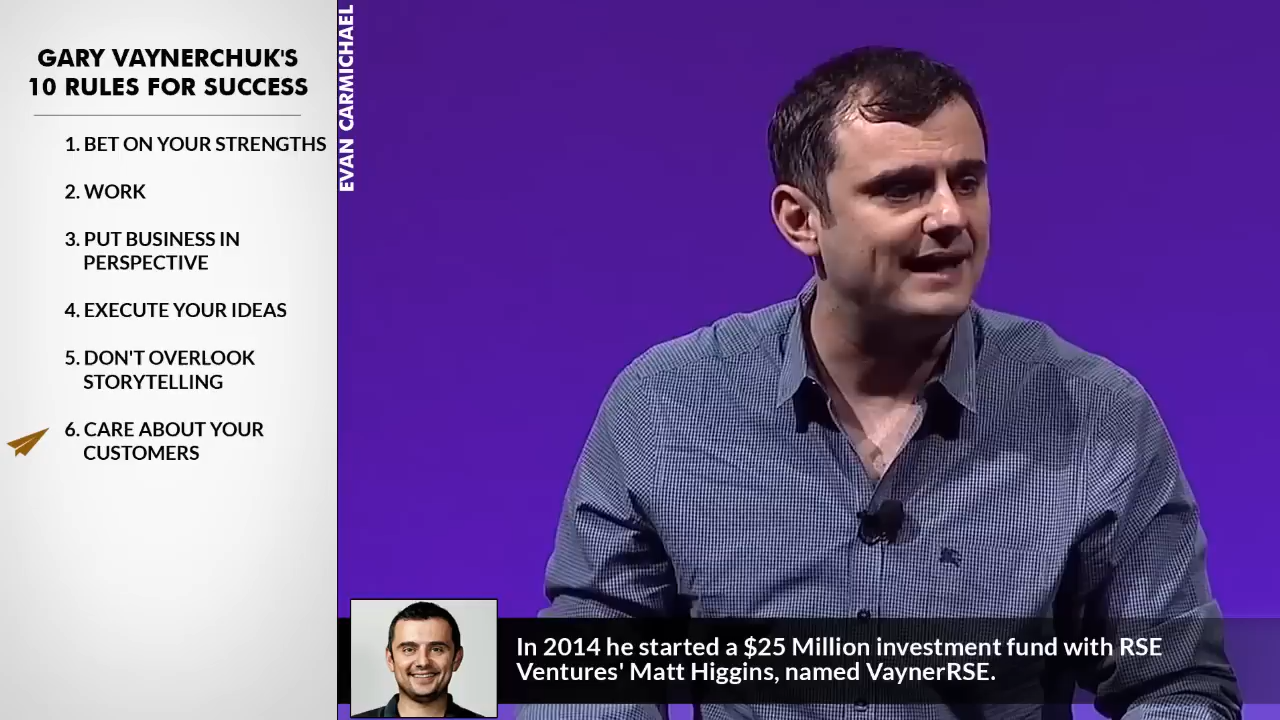 GARY VAYNERCHUK'S
10 RULES FOR SUCCESS
1. BET ON YOUR STRENGTHS
2. WORK
3. PUT BUSINESS IN
PERSPECTIVE
4. EXECUTE YOUR IDEAS
5. DON'T OVERLOOK
STORYTELLING
6. CARE ABOUT YOUR
CUSTOMERS
EVAN CARMICHAEL
In 2014 he started a $25 Million investment fund with RSE
Ventures' Matt Higgins, named VaynerRSE.